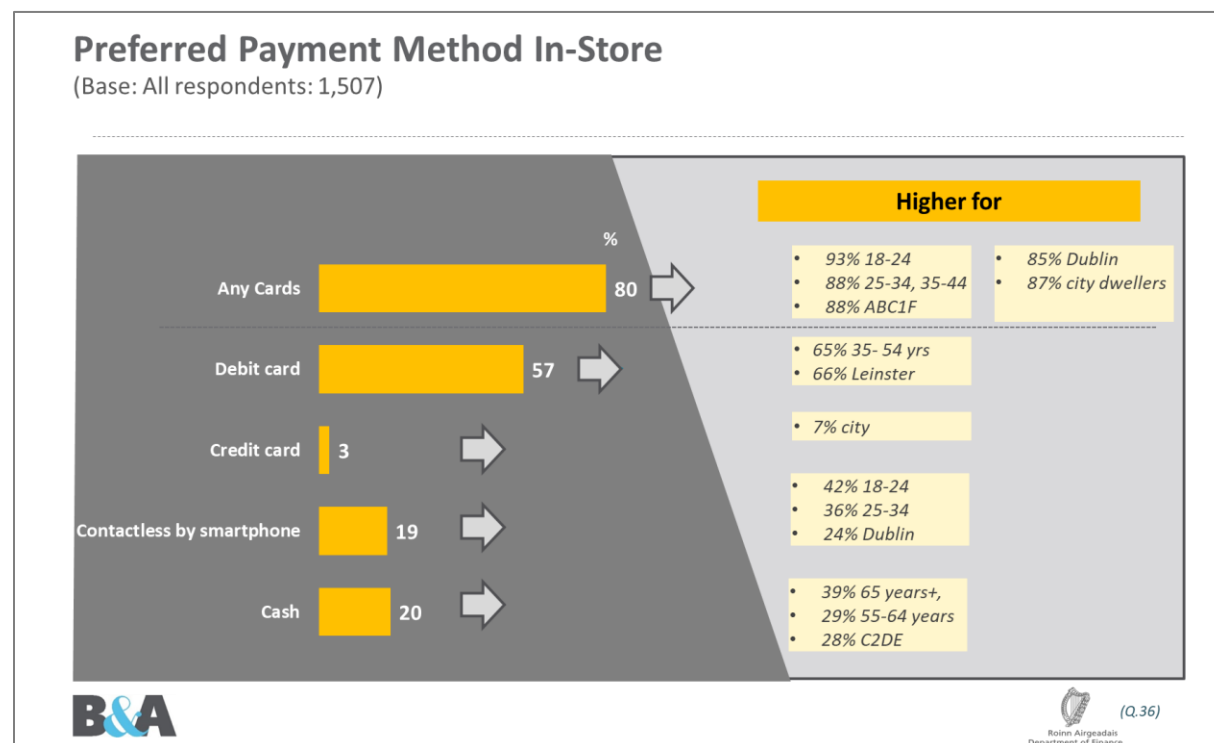 Preferred Payment Method In-Store
(Base: All respondents: 1,507)
%
Higher for
Any Cards
80
• 93% 18-24
• 88% 25-34, 35-44
• 88% ABC1F
• 85% Dublin
• 87% city dwellers
Debit card
57
• 65% 35- 54 yrs
• 66% Leinster
Credit card
3
• 7% city
Contactless by smartphone
19
• 42% 18-24
• 36% 25-34
• 24% Dublin
Cash
20
• 39% 65 years+,
• 29% 55-64 years
• 28% C2DE
B&A
(Q.36)
Roinn Airgeadais
Department of Finance